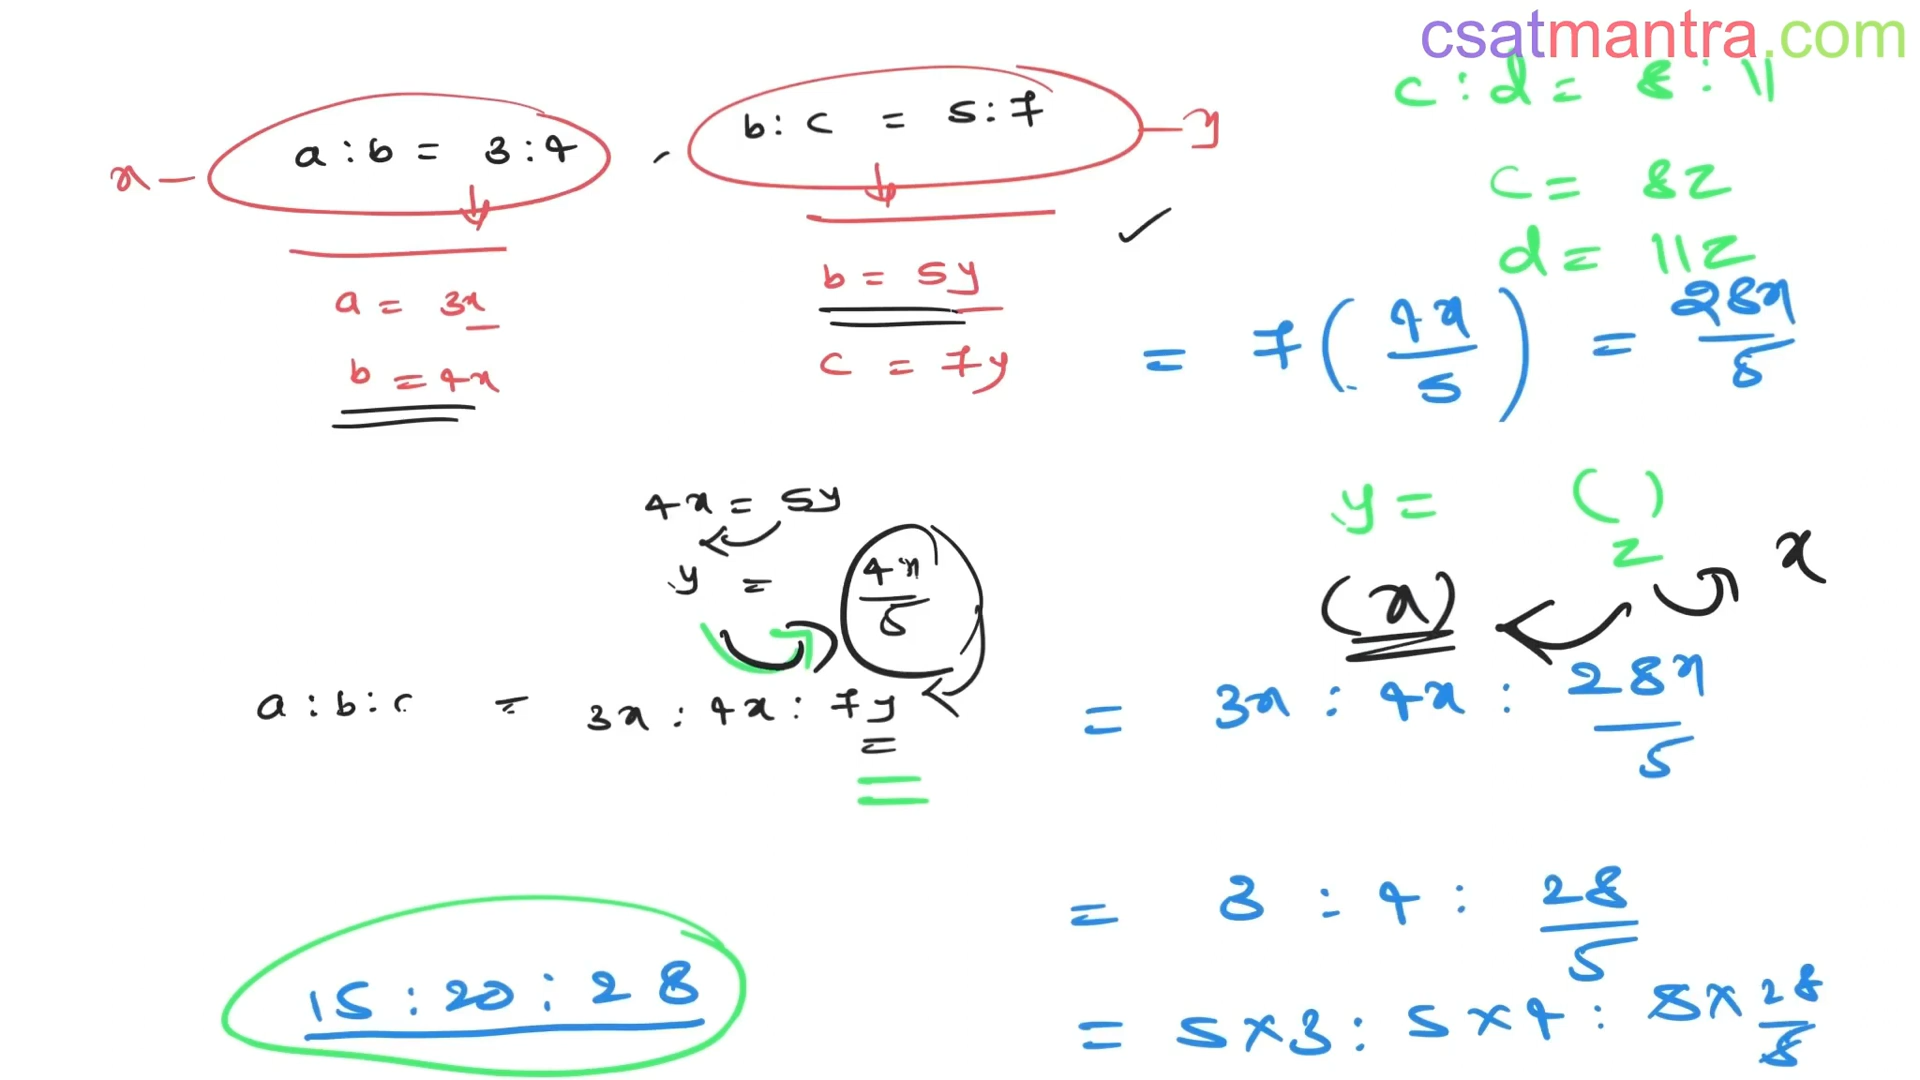 csatmantra.com
c : d = 8 : 11
a : b = 3 : 4 , b : c = 5 : 7
x y
c = 8z
d = 11z
a = 3x
b = 4x
b = 5y
c = 7y
= 7 ( 4x/5 ) = 28x/5
4x = 5y
y = 4x/5
y = ( ) z
(x) x
a : b : c = 3x : 4x : 7y
= 3x : 4x : 28x/5
= 3 : 4 : 28/5
= 5 x 3 : 5 x 4 : 5 x 28/5
15 : 20 : 28